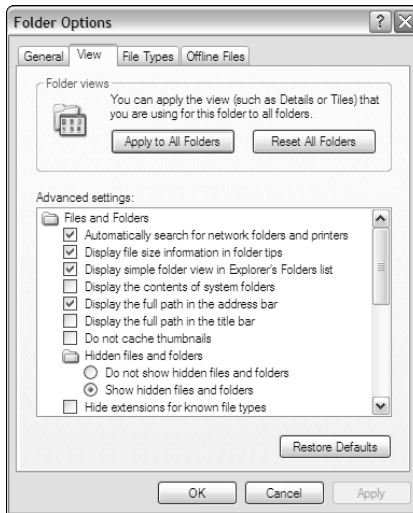 Folder Options
General View File Types Offline Files
Folder views
You can apply the view (such as Details or Tiles) that
you are using for this folder to all folders.
Apply to All Folders Reset All Folders
Advanced settings:
Files and Folders
Automatically search for network folders and printers
Display file size information in folder tips
Display simple folder view in Explorer's Folders list
Display the contents of system folders
Display the full path in the address bar
Display the full path in the title bar
Do not cache thumbnails
Hidden files and folders
Do not show hidden files and folders
Show hidden files and folders
Hide extensions for known file types
Restore Defaults
OK Cancel Apply